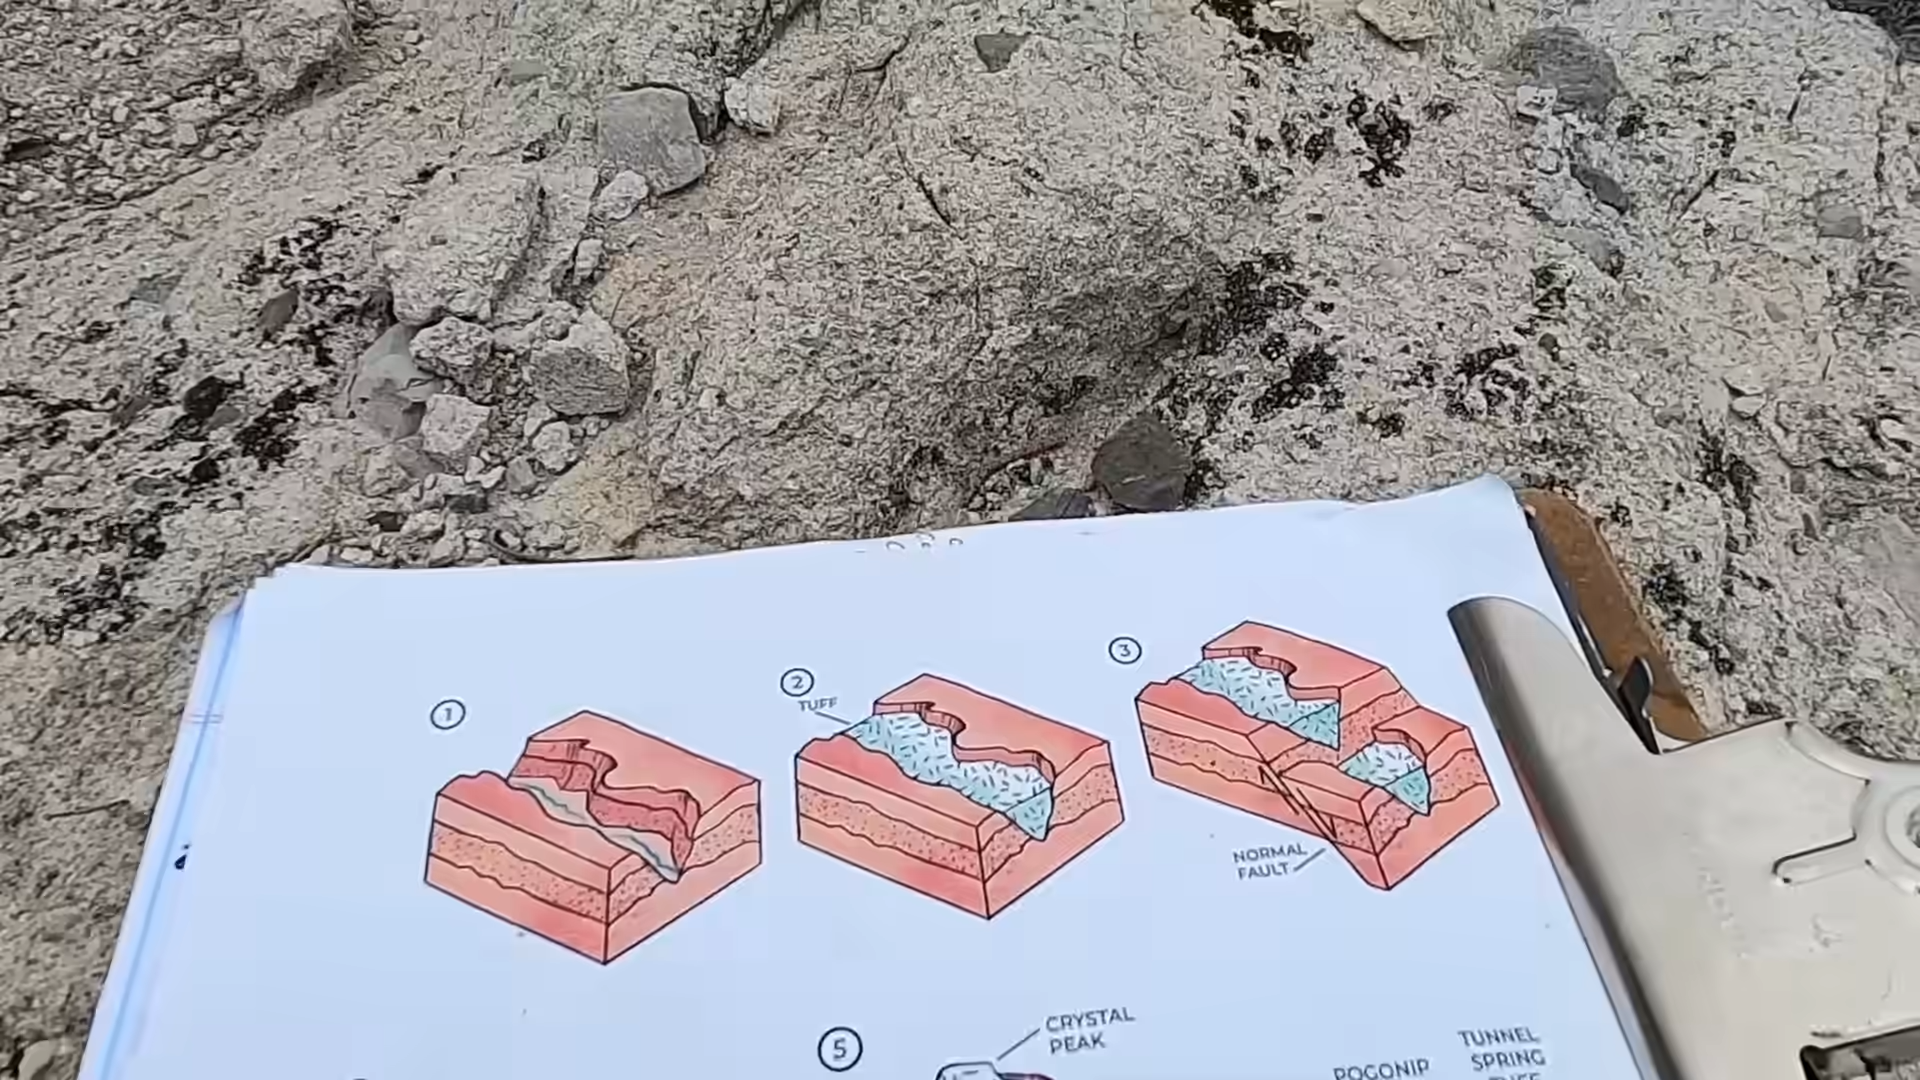 1
2
TUFF
3
NORMAL
FAULT
5
CRYSTAL
PEAK
POGONIP
TUNNEL
SPRING